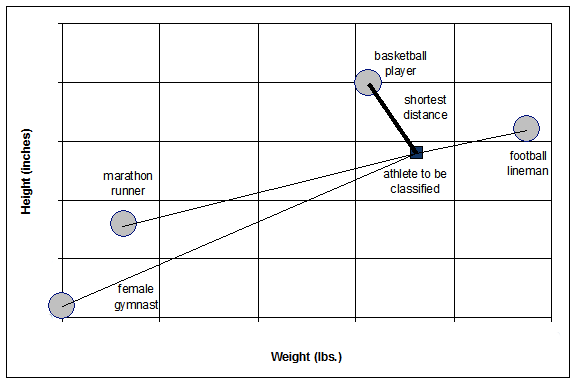 basketball
player
shortest
distance
football
lineman
athlete to be
classified
marathon
runner
female
gymnast
Height (inches)
Weight (lbs.)